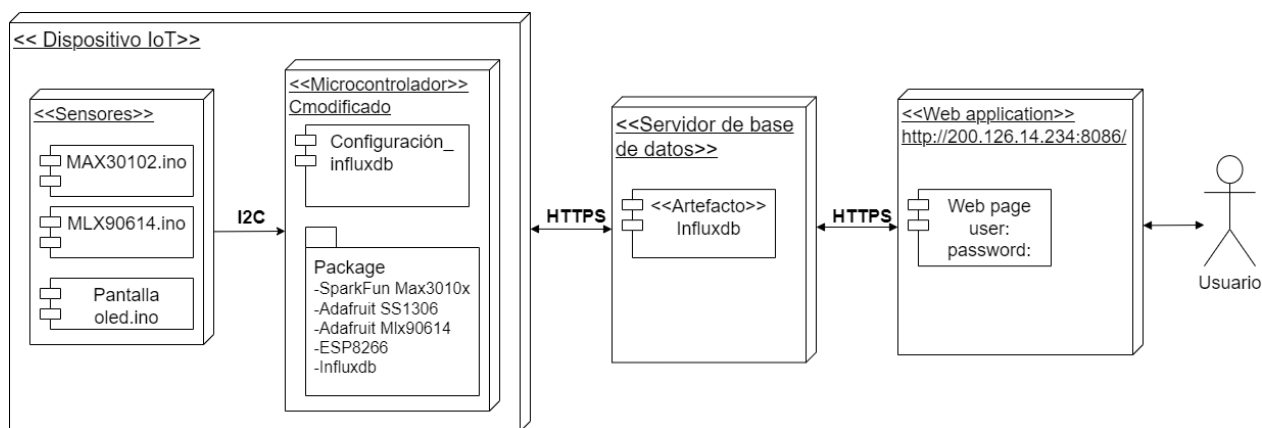 << Dispositivo IoT>>
<<Sensores>>
MAX30102.ino
MLX90614.ino
Pantalla
oled.ino
I2C
<<Microcontrolador>>
Cmodificado
Configuración_
influxdb
Package
-SparkFun Max3010x
-Adafruit SS1306
-Adafruit Mlx90614
-ESP8266
-Influxdb
HTTPS
<<Servidor de base
de datos>>
<<Artefacto>>
Influxdb
HTTPS
<<Web application>>
http://200.126.14.234:8086/
Web page
user:
password:
Usuario